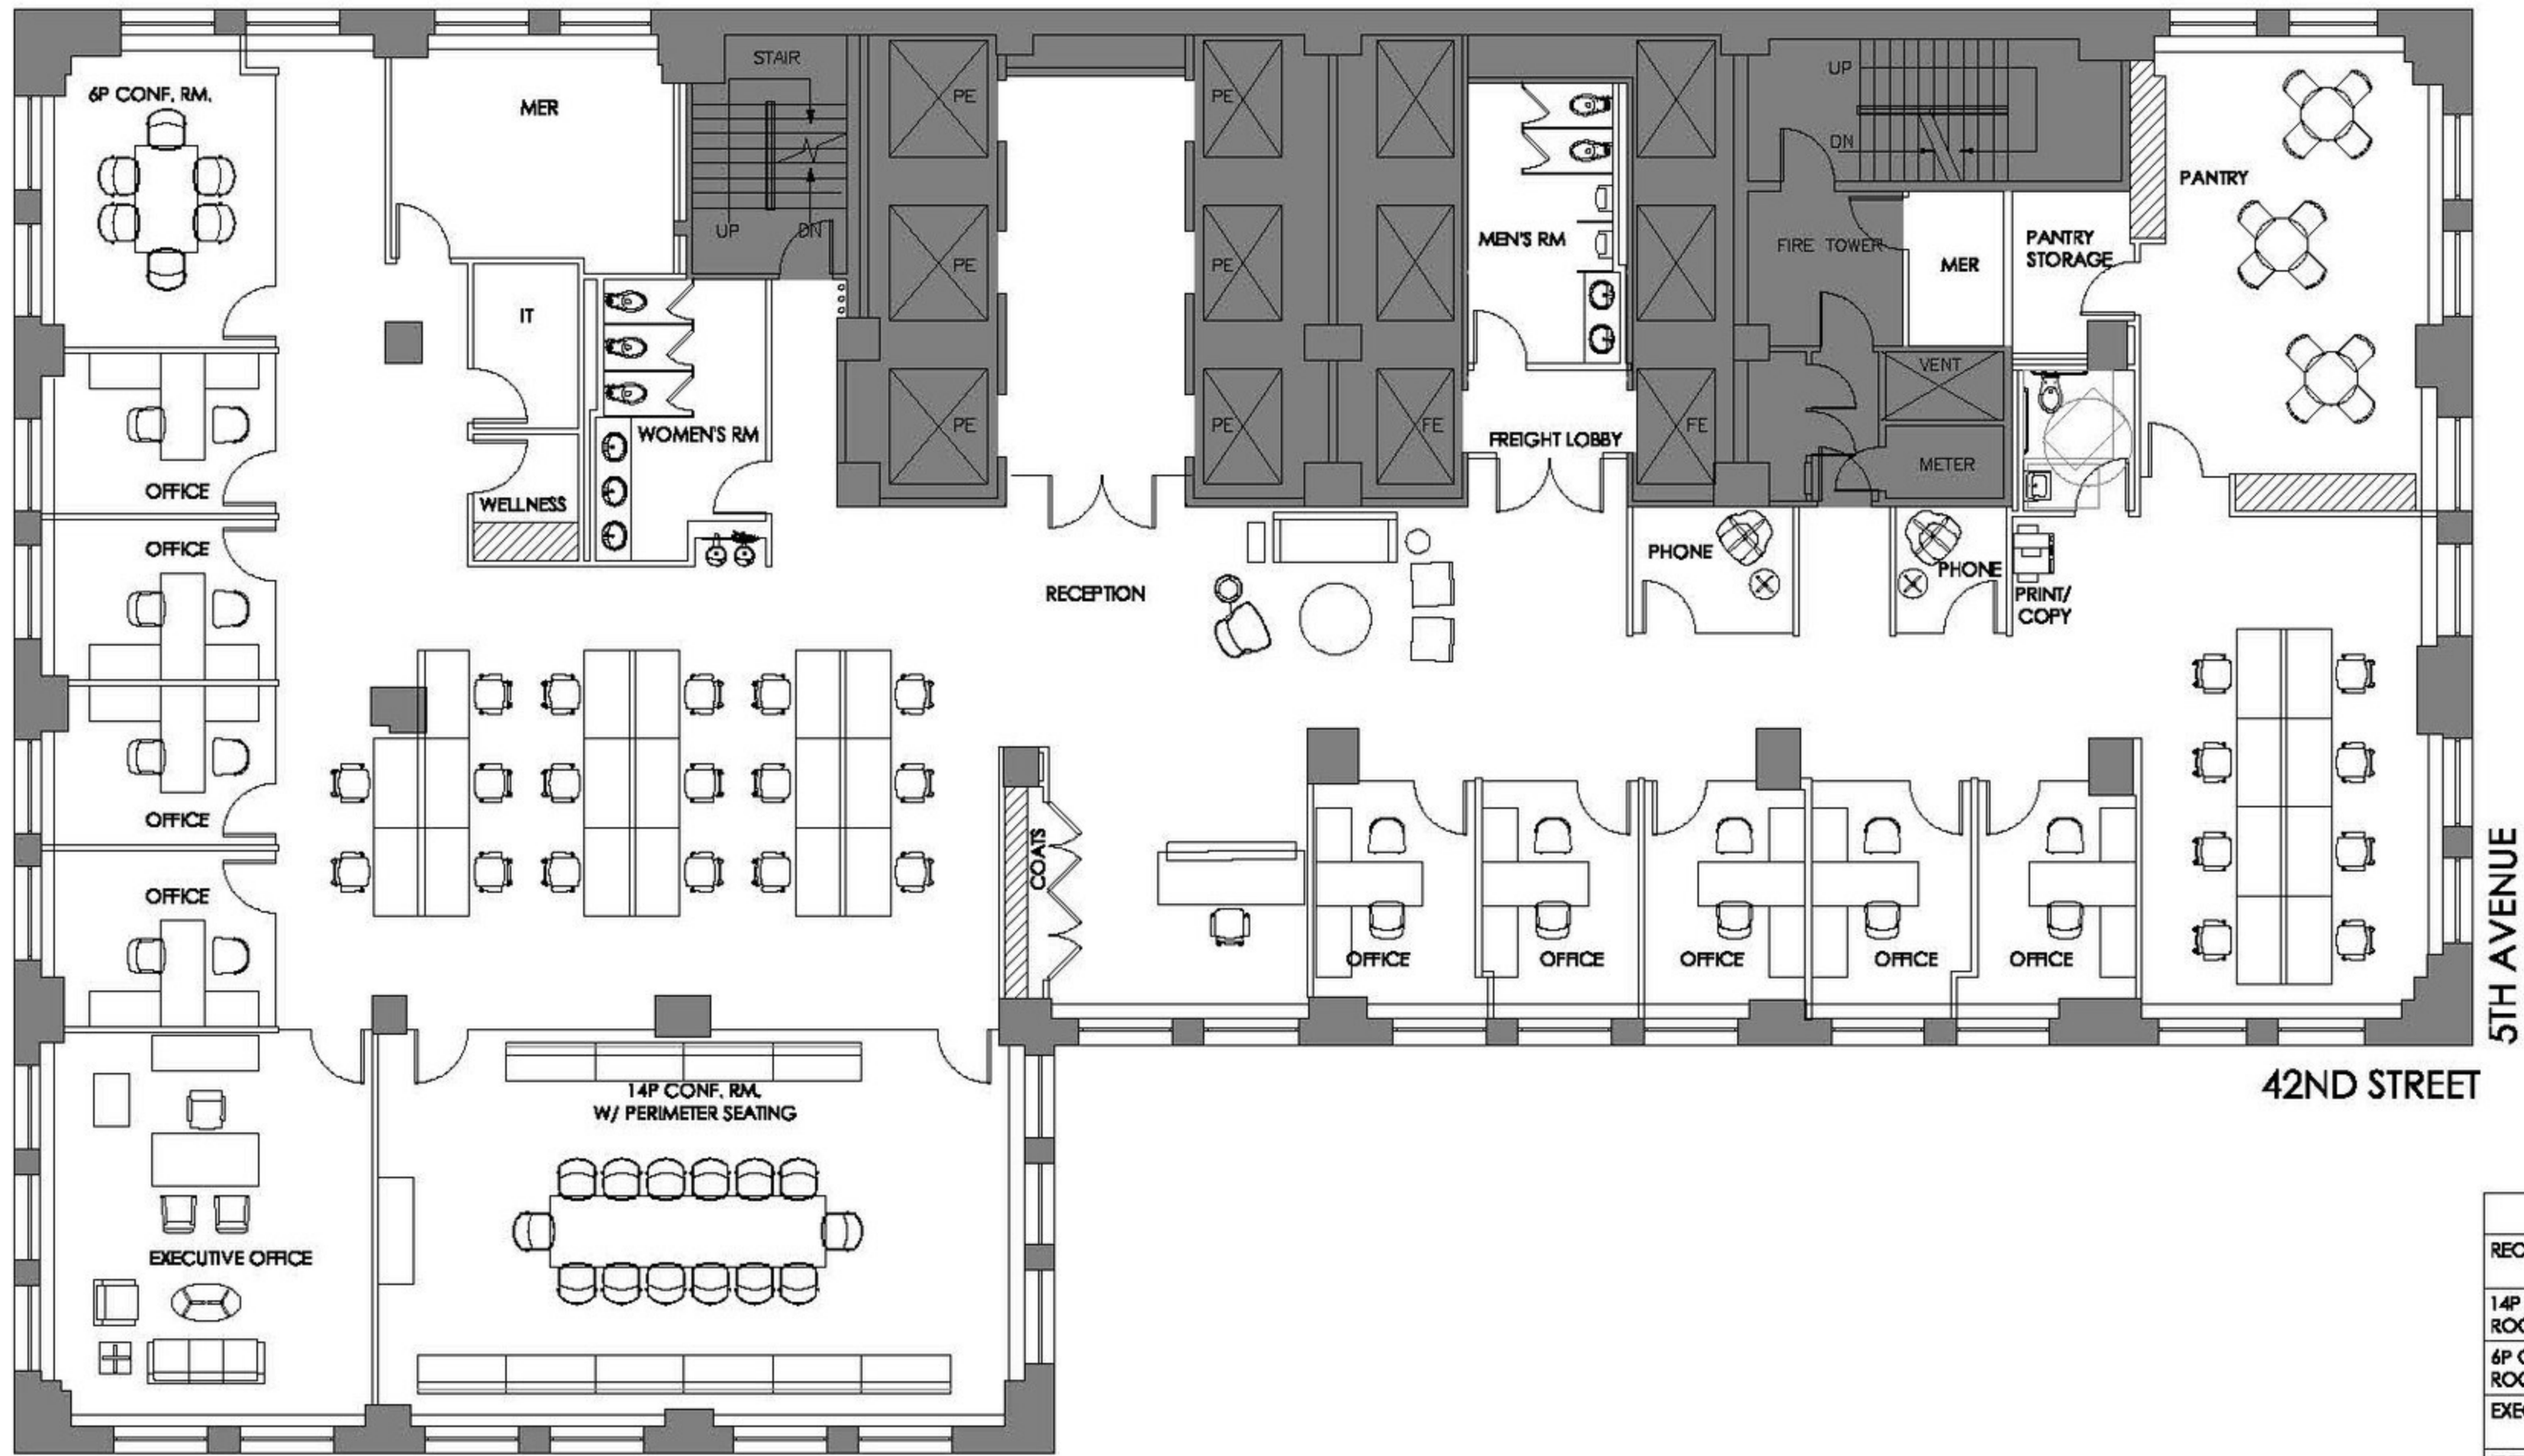 STAIR
UP
DN
6P CONF. RM.
MER
PE
PE
PE
PE
PE
PE
UP
DN
MEN'S RM
FIRE TOWER
MER
PANTRY
STORAGE
PANTRY
IT
WOMEN'S RM
FE
FREIGHT LOBBY
FE
VENT
METER
OFFICE
WELLNESS
OFFICE
RECEPTION
PHONE
PHONE
PRINT/
COPY
OFFICE
OFFICE
COATS
OFFICE
OFFICE
OFFICE
OFFICE
OFFICE
5TH AVENUE
42ND STREET
14P CONF. RM.
W/ PERIMETER SEATING
EXECUTIVE OFFICE
14P
6P